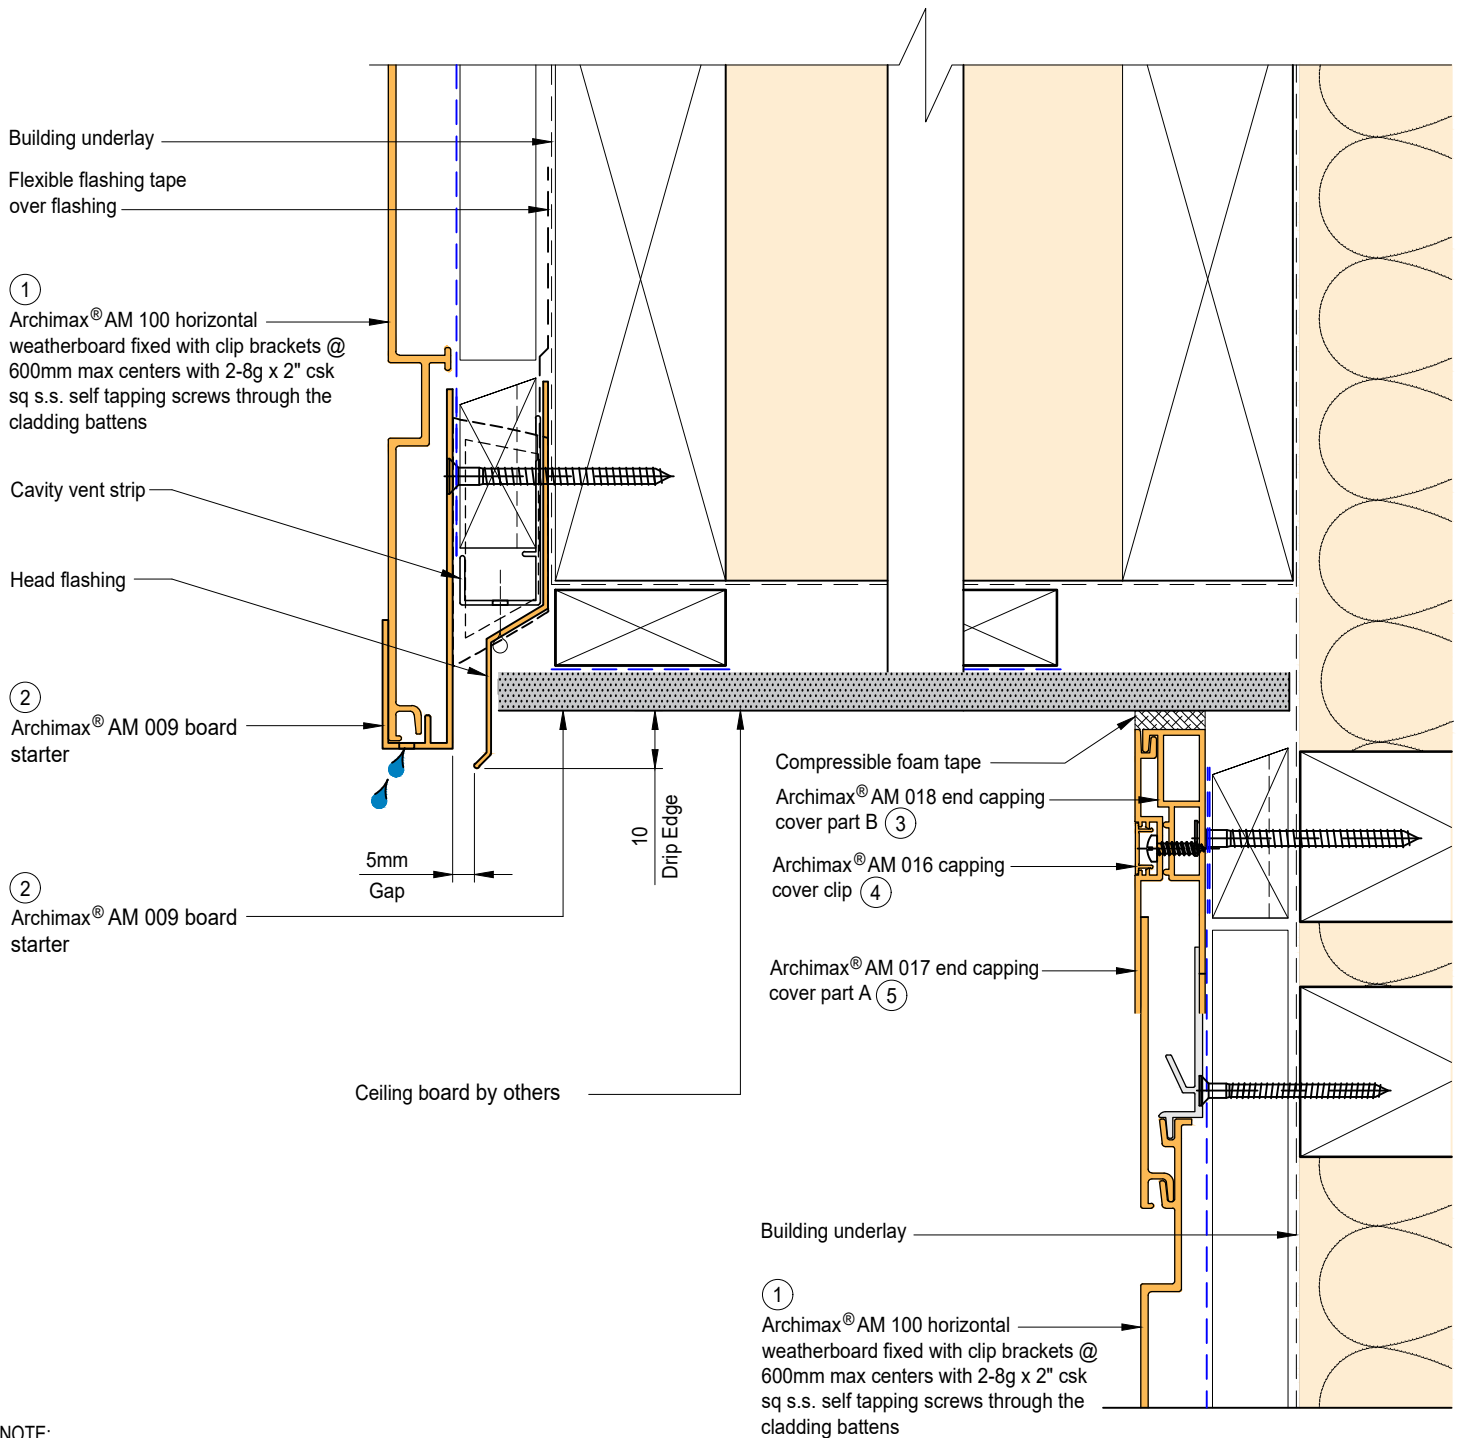 Building underlay
Flexible flashing tape
over flashing
1
Archimax® AM 100 horizontal
weatherboard fixed with clip brackets @
600mm max centers with 2-8g x 2" csk
sq s.s. self tapping screws through the
cladding battens
Cavity vent strip
Head flashing
2
Archimax® AM 009 board
starter
5mm
Gap
10
Drip Edge
2
Archimax® AM 009 board
starter
Ceiling board by others
Compressible foam tape
Archimax® AM 018 end capping
cover part B 3
Archimax® AM 016 capping
cover clip 4
Archimax® AM 017 end capping
cover part A 5
Building underlay
1
Archimax® AM 100 horizontal
weatherboard fixed with clip brackets @
600mm max centers with 2-8g x 2" csk
sq s.s. self tapping screws through the
cladding battens
NOTE: